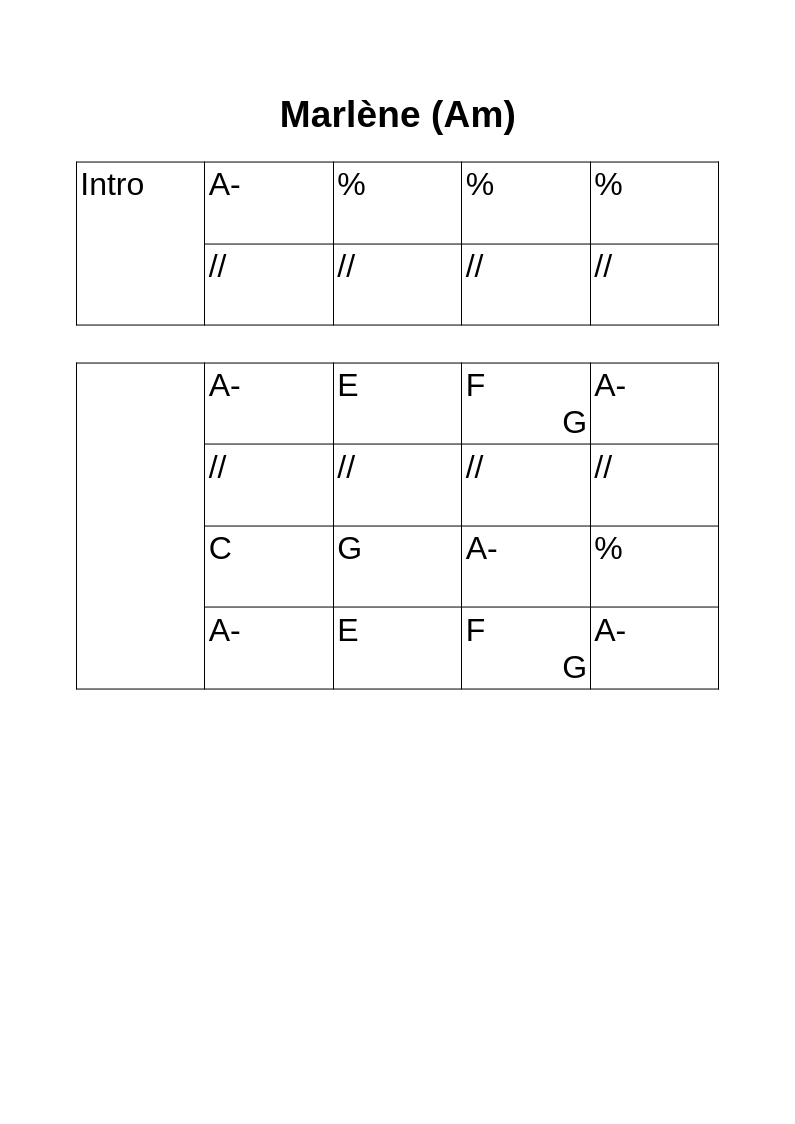 Marlène (Am)
Intro A- % % %
// // // //
A- E F G A-
// // // //
C G A- %
A- E F G A-